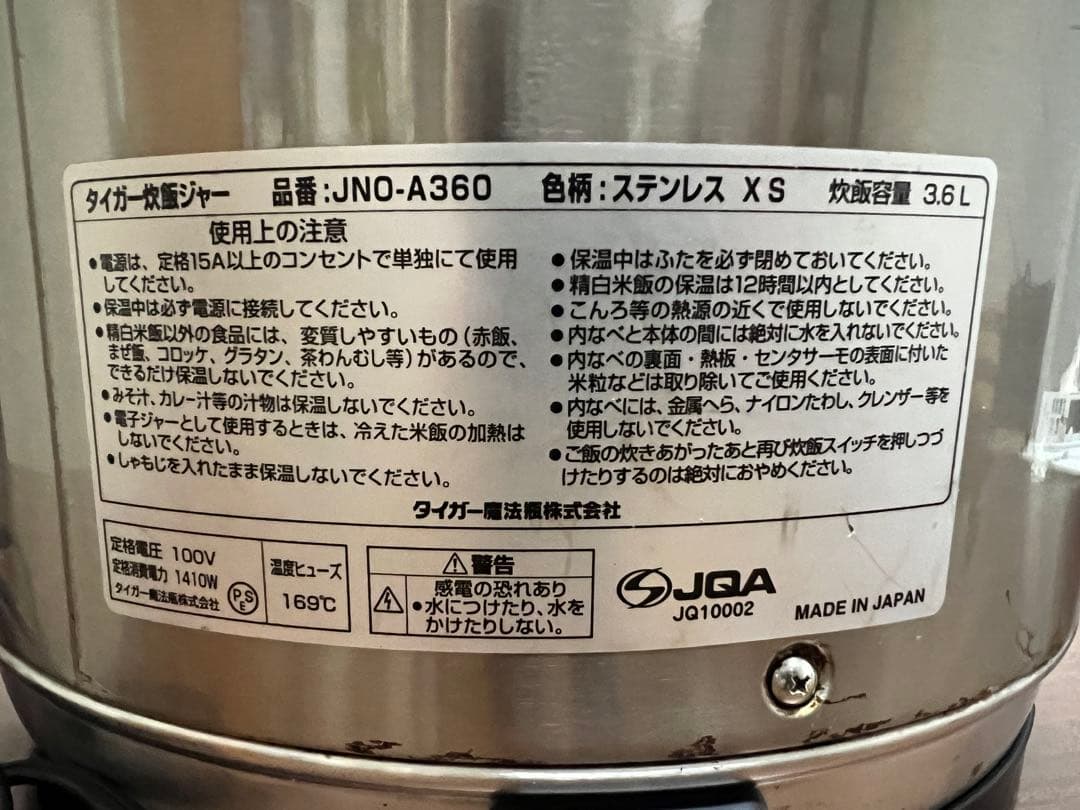 タイガー炊飯ジャー 品番:JNO-A360 色柄:ステンレス XS 炊飯容量 3.6L
使用上の注意
●電源は、定格15A以上のコンセントで単独にて使用
してください。
●保温中は必ず電源に接続してください。
●精白米飯以外の食品には、変質しやすいもの(赤飯、
まぜ飯、コロッケ、グラタン、茶わんむし等)があるので、
できるだけ保温しないでください。
●みそ汁、カレー汁等の汁物は保温しないでください。
●電子ジャーとして使用するときは、冷えた米飯の加熱は
しないでください。
●しゃもじを入れたまま保温しないでください。
●保温中はふたを必ず閉めておいてください。
●精白米飯の保温は12時間以内としてください。
●こんろ等の熱源の近くで使用しないでください。
●内なべと本体の間には絶対に水を入れないでください。
●内なべの裏面・熱板・センタサーモの表面に付いた
米粒などは取り除いてご使用ください。
●内なべには、金属へら、ナイロンたわし、クレンザー等を
使用しないでください。
●ご飯の炊きあがったあと再び炊飯スイッチを押しつづ
けたりするのは絶対におやめください。
タイガー魔法瓶株式会社
定格電圧 100V
定格消費電力 1410W
タイガー魔法瓶株式会社
PSE
温度ヒューズ
169℃
⚠警告
感電の恐れあり
●水につけたり、水を
かけたりしない。
JQA
JQ10002
MADE IN JAPAN